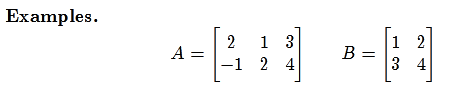 Examples.
A = [2 1 3
-1 2 4] B = [1 2
3 4]